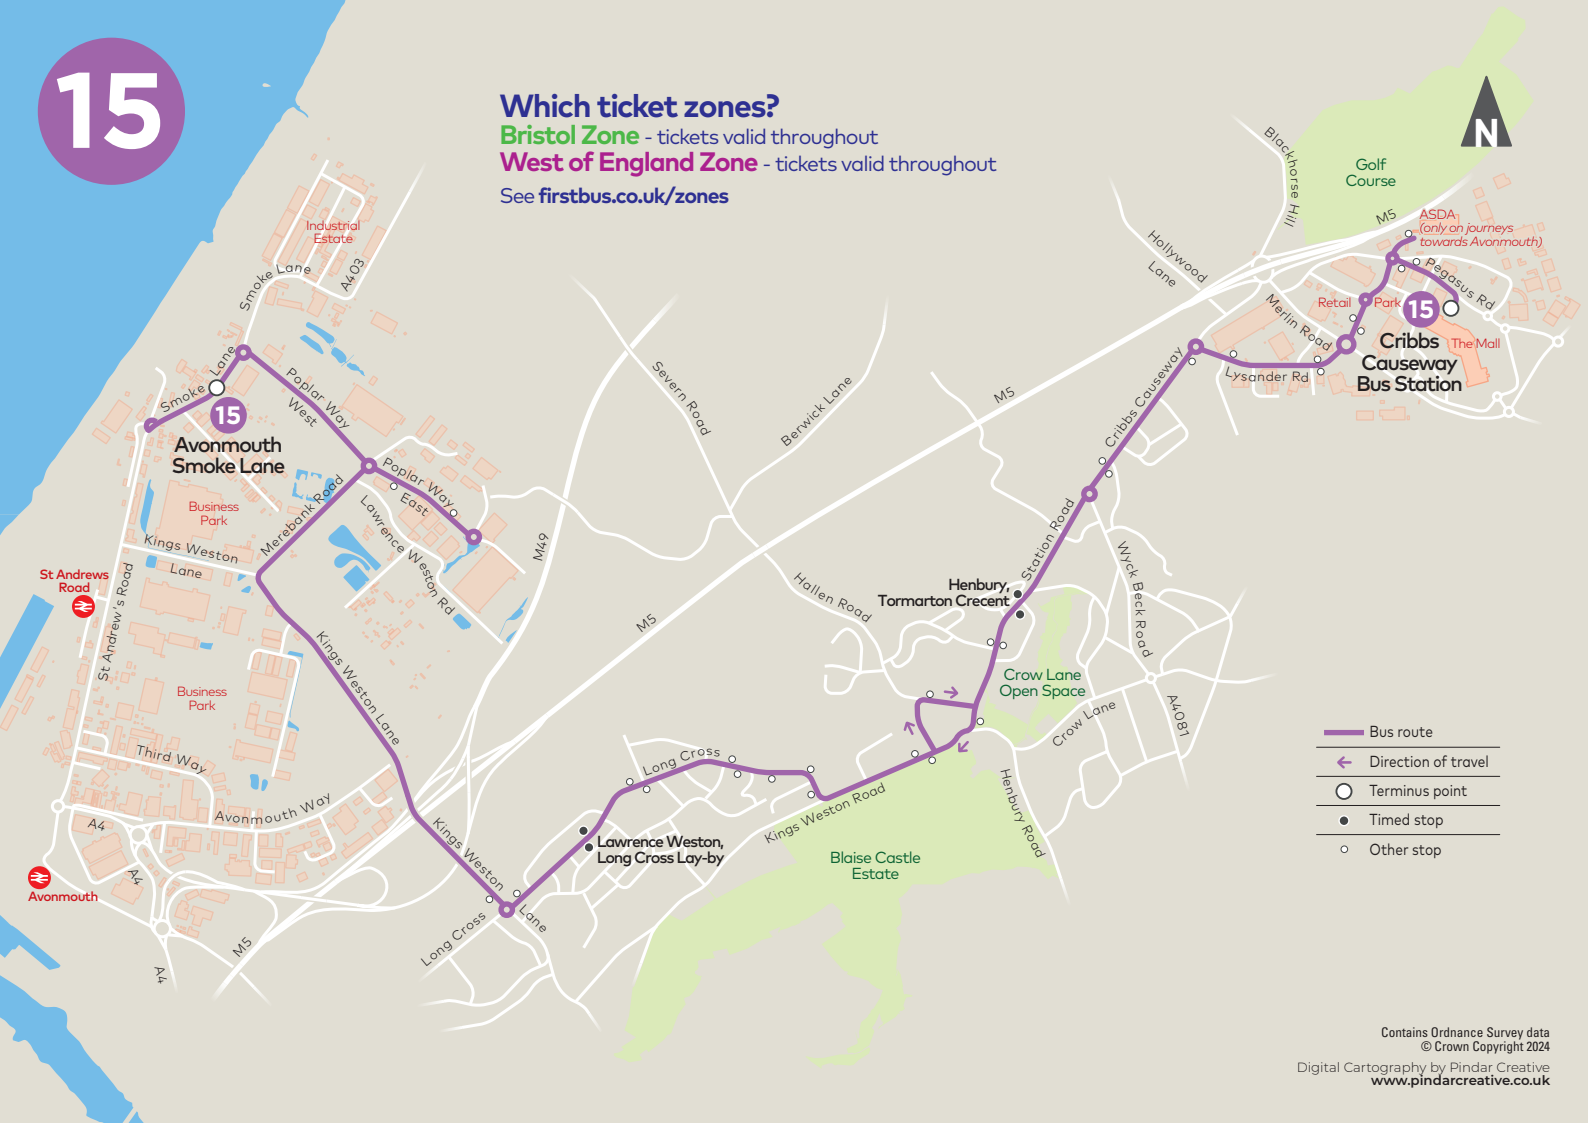 15
Which ticket zones?
Bristol Zone - tickets valid throughout
West of England Zone - tickets valid throughout
See firstbus.co.uk/zones
N
Blackhorse Hill
Golf
Course
M5
ASDA
(only on journeys
towards Avonmouth)
Hollywood
Lane
Pegasus Rd
Merlin Road
Retail Park
15
Cribbs
Causeway
Bus Station
The Mall
Lysander Rd
Cribbs Causeway
Industrial
Estate
Smoke Lane
A403
Smoke Lane
15
Avonmouth
Smoke Lane
Poplar Way
West
Poplar Way
East
Merebank Road
Lawrence Weston Rd
Business
Park
Kings Weston
Lane
St Andrews
Road
St Andrew's Road
Business
Park
Kings Weston Lane
Third Way
Avonmouth Way
A4
A4
Avonmouth
A4
M5
M49
M5
M5
Severn Road
Berwick Lane
Hallen Road
Station Road
Wyck Beck Road
Henbury,
Tormarton Crecent
Crow Lane
Open Space
Crow Lane
A4081
Henbury Road
Kings Weston Road
Blaise Castle
Estate
Long Cross
Lawrence Weston,
Long Cross Lay-by
Kings Weston
Lane
Long Cross
Bus route
Direction of travel
Terminus point
Timed stop
Other stop
Contains Ordnance Survey data
© Crown Copyright 2024
Digital Cartography by Pindar Creative
www.pindarcreative.co.uk